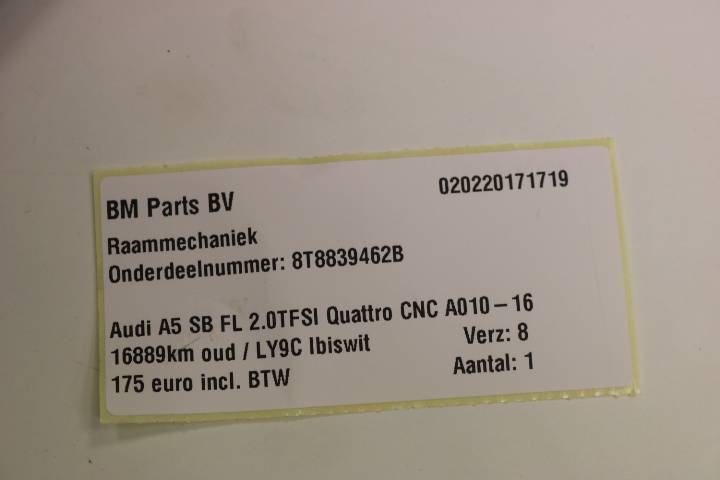 BM Parts BV
020220171719
Raammechaniek
Onderdeelnummer: 8T8839462B
Audi A5 SB FL 2.0TFSI Quattro CNC A010-16
16889km oud / LY9C Ibiswit
Verz: 8
175 euro incl. BTW
Aantal: 1